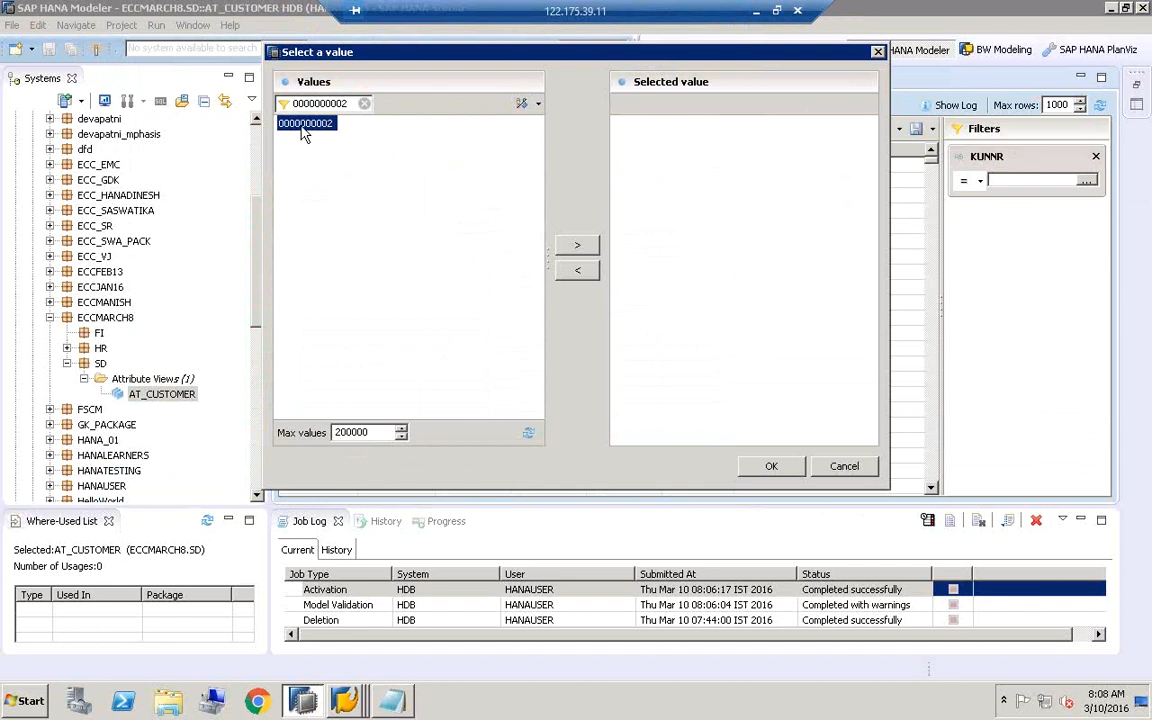 SAP HANA Modeler - ECCMARCH8.SD::AT_CUSTOMER HDB (HA
122.175.39.11
File Edit Navigate Project Run Window Help
No system available to search
HANA Modeler BW Modeling SAP HANA PlanViz
Select a value
Systems
Values
Selected value
0000000002
0000000002
Show Log Max rows: 1000
Filters
KUNNR
=
...
devapatni
devapatni_mphasis
dfd
ECC_EMC
ECC_GDK
ECC_HANADINESH
ECC_SASWATIKA
ECC_SR
ECC_SWA_PACK
ECC_VJ
ECCFEB13
ECCJAN16
ECCMANISH
ECCMARCH8
FI
HR
SD
Attribute Views (1)
AT_CUSTOMER
FSCM
GK_PACKAGE
HANA_01
HANALEARNERS
HANATESTING
HANAUSER
HelloWorld
>
<
Max values 200000
OK Cancel
Where-Used List
Selected:AT_CUSTOMER (ECCMARCH8.SD)
Number of Usages:0
Type Used In Package
Job Log History Progress
Current History
Job Type System User Submitted At Status
Activation HDB HANAUSER Thu Mar 10 08:06:17 IST 2016 Completed successfully
Model Validation HDB HANAUSER Thu Mar 10 08:06:04 IST 2016 Completed with warnings
Deletion HDB HANAUSER Thu Mar 10 07:44:00 IST 2016 Completed successfully
Start
8:08 AM
3/10/2016